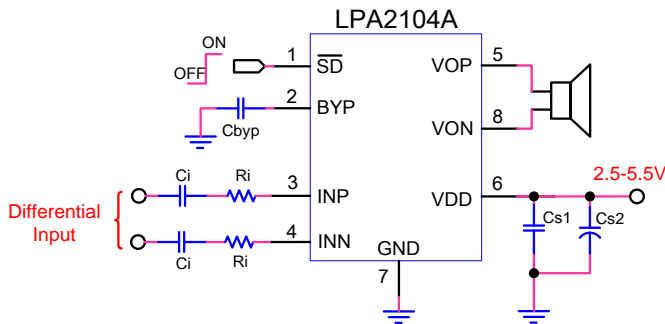 LPA2104A
ON
OFF
1
SD
VOP
5
2
BYP
Cbyp
VON
8
2.5-5.5V
Ci
Ri
3
INP
VDD
6
Differential
Input
Cs1
Cs2
Ci
Ri
4
INN
GND
7